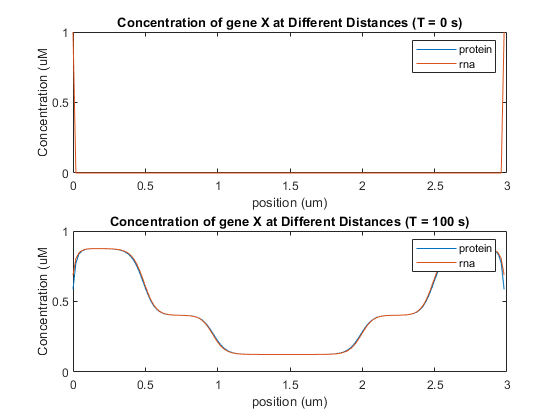 Concentration of gene X at Different Distances (T = 0 s)
Concentration (uM
1
0.5
0
protein
rna
0 0.5 1 1.5 2 2.5 3
position (um)
Concentration of gene X at Different Distances (T = 100 s)
Concentration (uM
1
0.5
0
protein
rna
0 0.5 1 1.5 2 2.5 3
position (um)